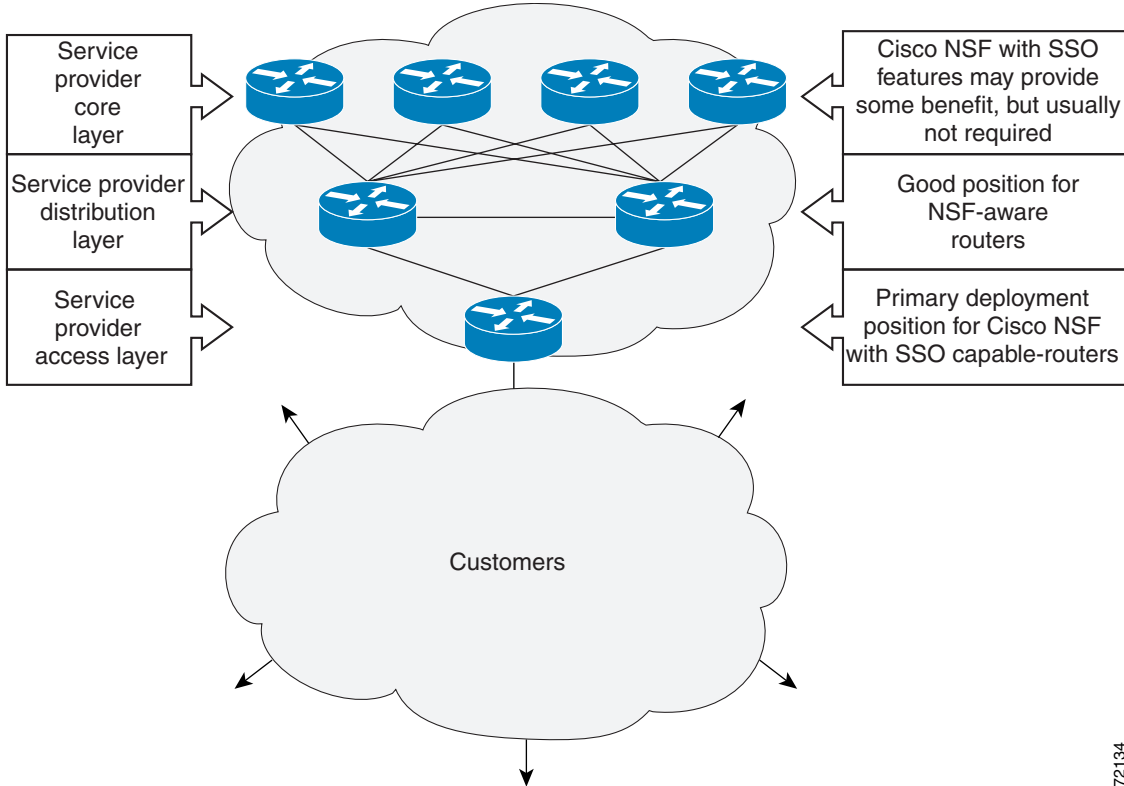 Service
provider
core
layer
Cisco NSF with SSO
features may provide
some benefit, but usually
not required
Service provider
distribution
layer
Good position for
NSF-aware
routers
Service
provider
access layer
Primary deployment
position for Cisco NSF
with SSO capable-routers
Customers
72134